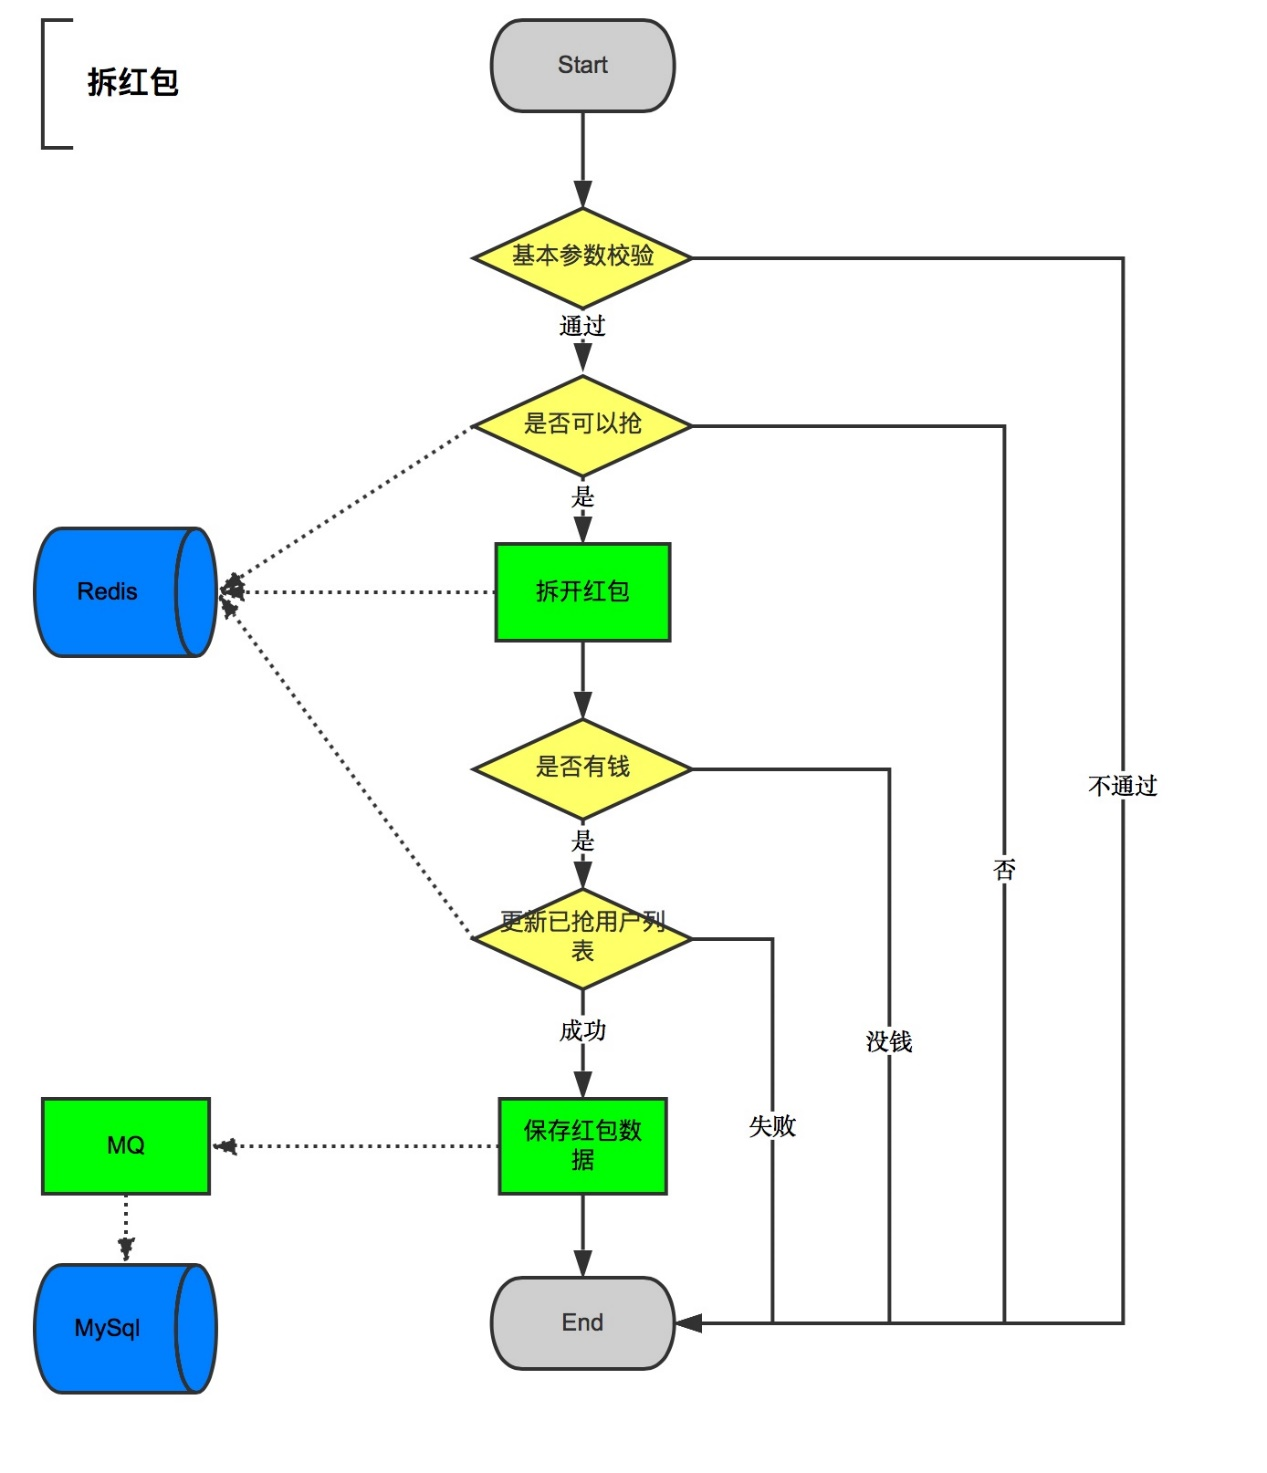 拆红包
Start
基本参数校验
通过
是否可以抢
是
Redis
拆开红包
是否有钱
不通过
是
否
更新已抢用户列
表
成功
没钱
失败
MQ
保存红包数
据
End
MySql